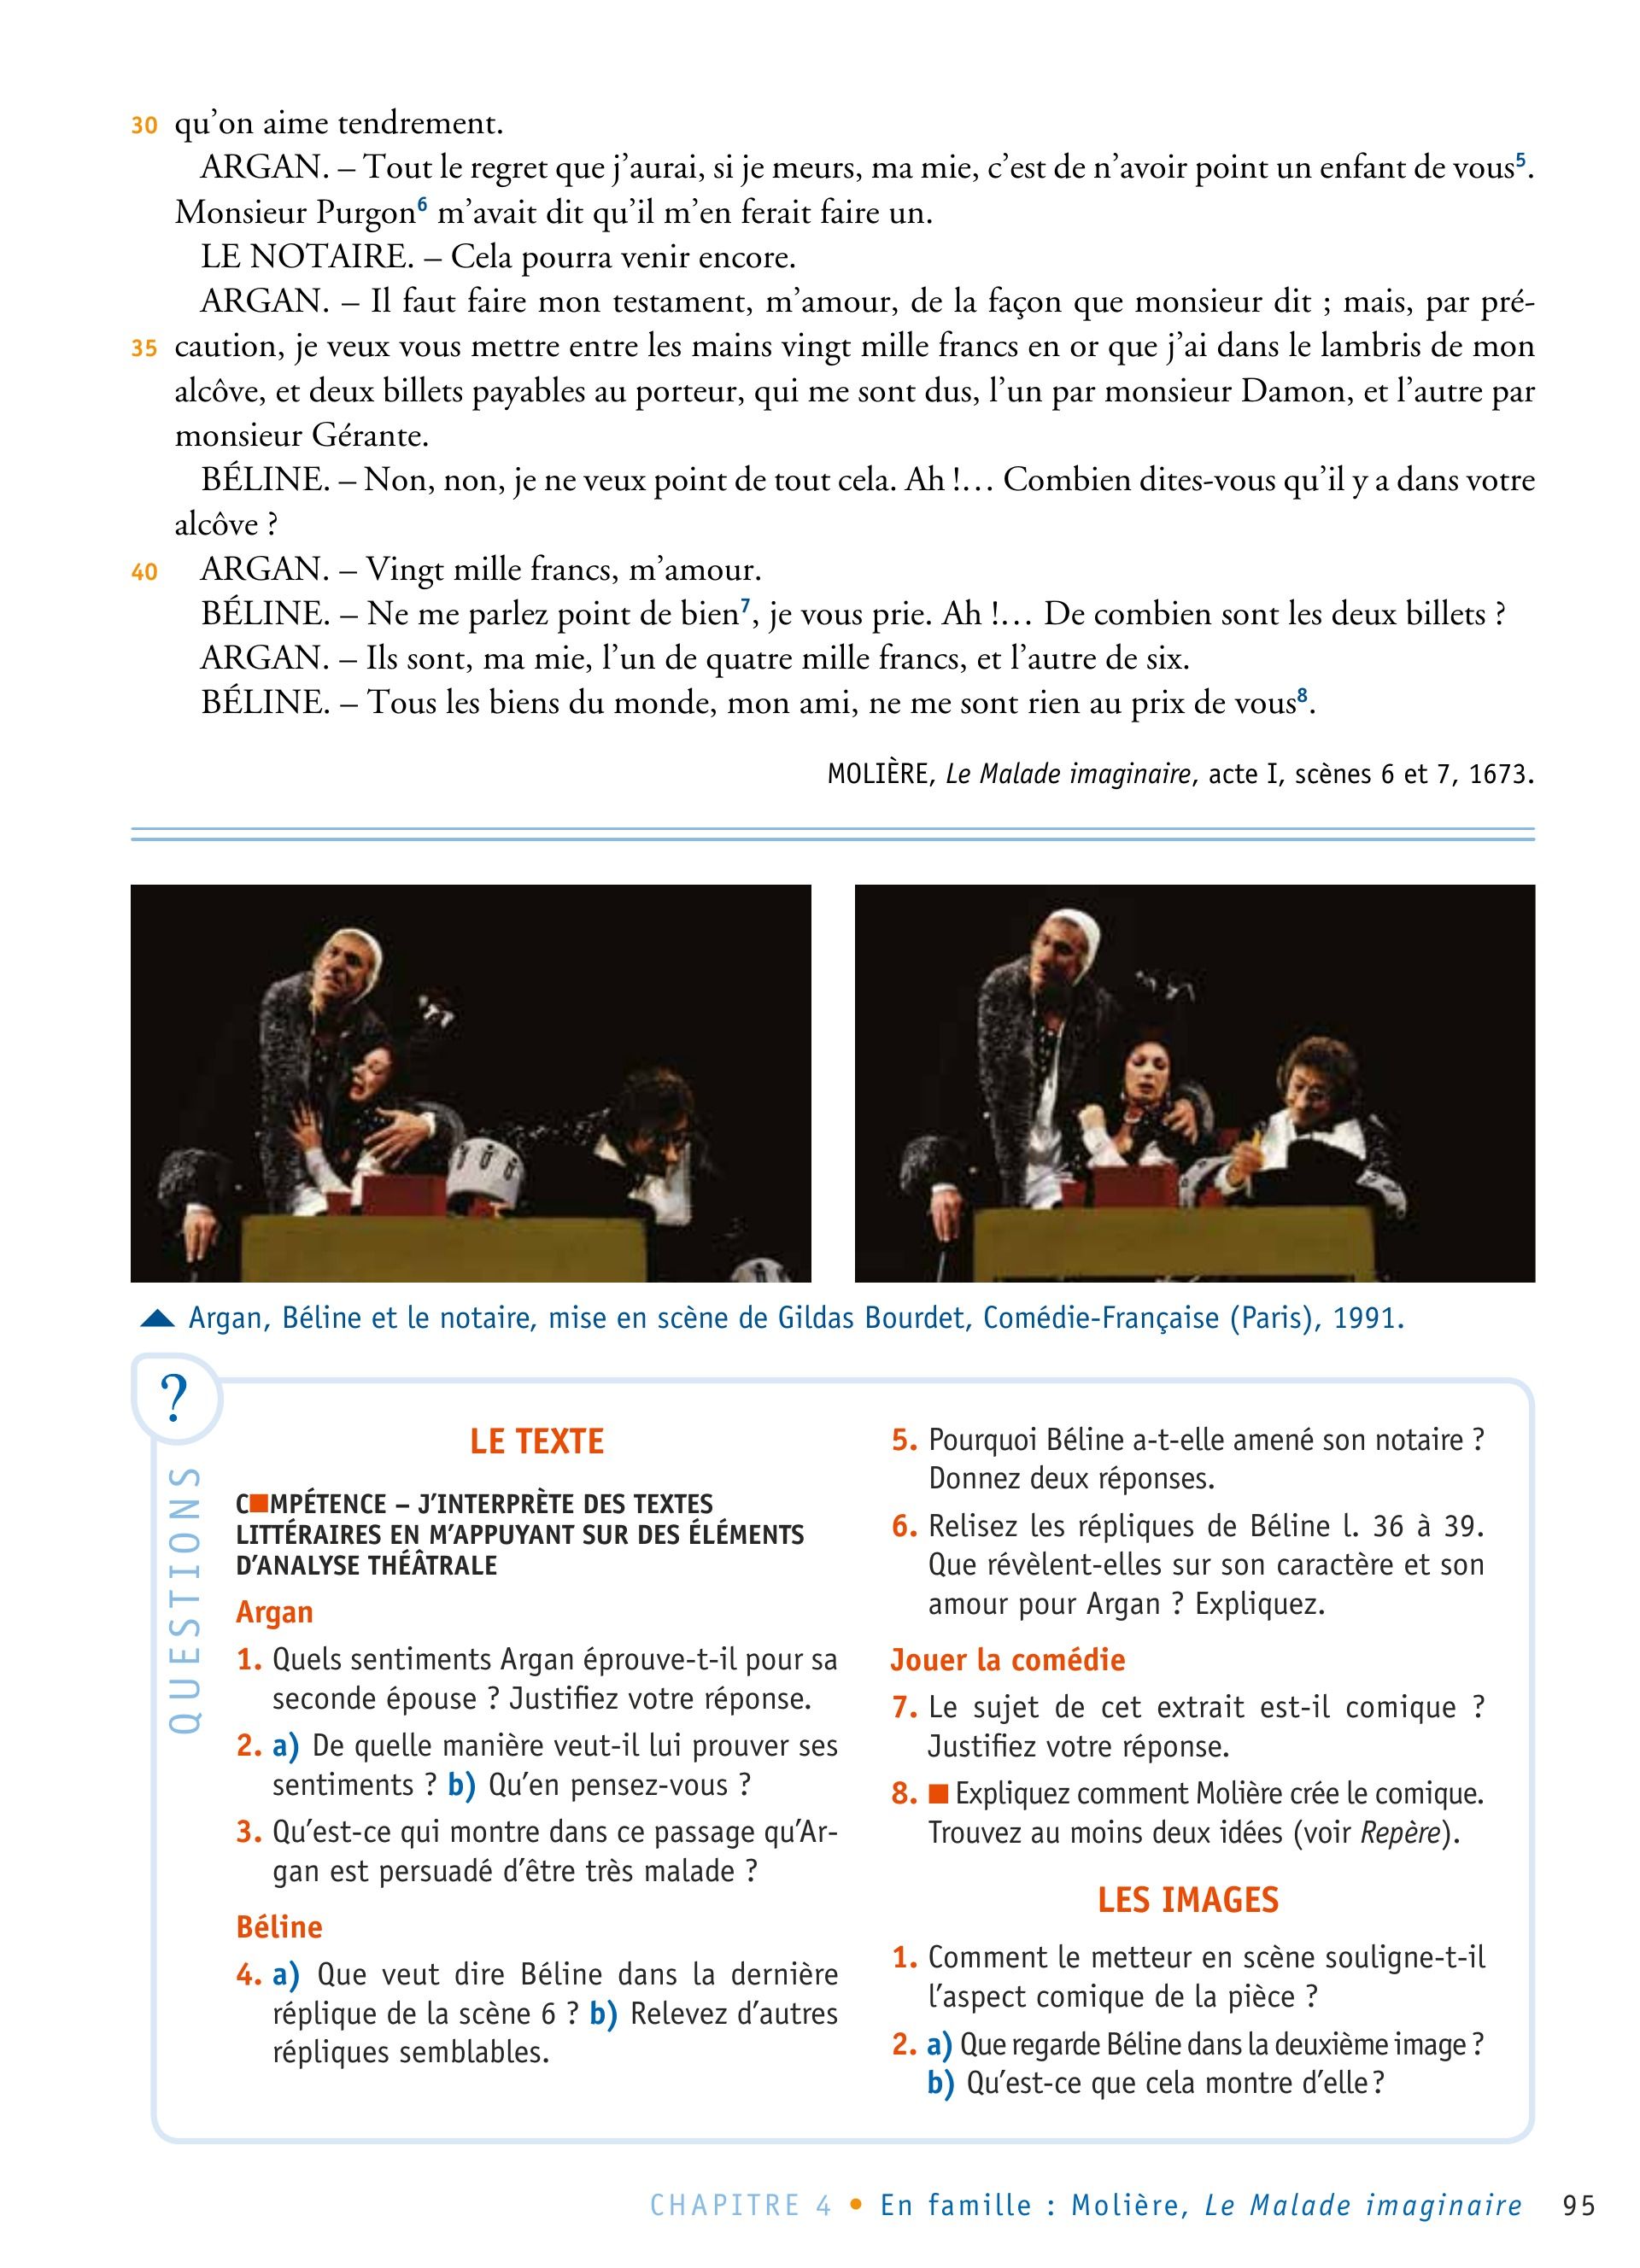 30 qu’on aime tendrement.
ARGAN. – Tout le regret que j’aurai, si je meurs, ma mie, c’est de n’avoir point un enfant de vous5.
Monsieur Purgon6 m’avait dit qu’il m’en ferait faire un.
LE NOTAIRE. – Cela pourra venir encore.
ARGAN. – Il faut faire mon testament, m’amour, de la façon que monsieur dit ; mais, par pré-
35 caution, je veux vous mettre entre les mains vingt mille francs en or que j’ai dans le lambris de mon
alcôve, et deux billets payables au porteur, qui me sont dus, l’un par monsieur Damon, et l’autre par
monsieur Gérante.
BÉLINE. – Non, non, je ne veux point de tout cela. Ah !… Combien dites-vous qu’il y a dans votre
alcôve ?
40 ARGAN. – Vingt mille francs, m’amour.
BÉLINE. – Ne me parlez point de bien7, je vous prie. Ah !… De combien sont les deux billets ?
ARGAN. – Ils sont, ma mie, l’un de quatre mille francs, et l’autre de six.
BÉLINE. – Tous les biens du monde, mon ami, ne me sont rien au prix de vous8.
MOLIÈRE, Le Malade imaginaire, acte I, scènes 6 et 7, 1673.
▲ Argan, Béline et le notaire, mise en scène de Gildas Bourdet, Comédie-Française (Paris), 1991.
?
QUESTIONS
LE TEXTE
C■MPÉTENCE – J’INTERPRÈTE DES TEXTES
LITTÉRAIRES EN M’APPUYANT SUR DES ÉLÉMENTS
D’ANALYSE THÉÂTRALE
Argan
1. Quels sentiments Argan éprouve-t-il pour sa
seconde épouse ? Justifiez votre réponse.
2. a) De quelle manière veut-il lui prouver ses
sentiments ? b) Qu’en pensez-vous ?
3. Qu’est-ce qui montre dans ce passage qu’Ar-
gan est persuadé d’être très malade ?
Béline
4. a) Que veut dire Béline dans la dernière
réplique de la scène 6 ? b) Relevez d’autres
répliques semblables.
5. Pourquoi Béline a-t-elle amené son notaire ?
Donnez deux réponses.
6. Relisez les répliques de Béline l. 36 à 39.
Que révèlent-elles sur son caractère et son
amour pour Argan ? Expliquez.
Jouer la comédie
7. Le sujet de cet extrait est-il comique ?
Justifiez votre réponse.
8. ■ Expliquez comment Molière crée le comique.
Trouvez au moins deux idées (voir Repère).
LES IMAGES
1. Comment le metteur en scène souligne-t-il
l’aspect comique de la pièce ?
2. a) Que regarde Béline dans la deuxième image ?
b) Qu’est-ce que cela montre d’elle ?
CHAPITRE 4 • En famille : Molière, Le Malade imaginaire 95